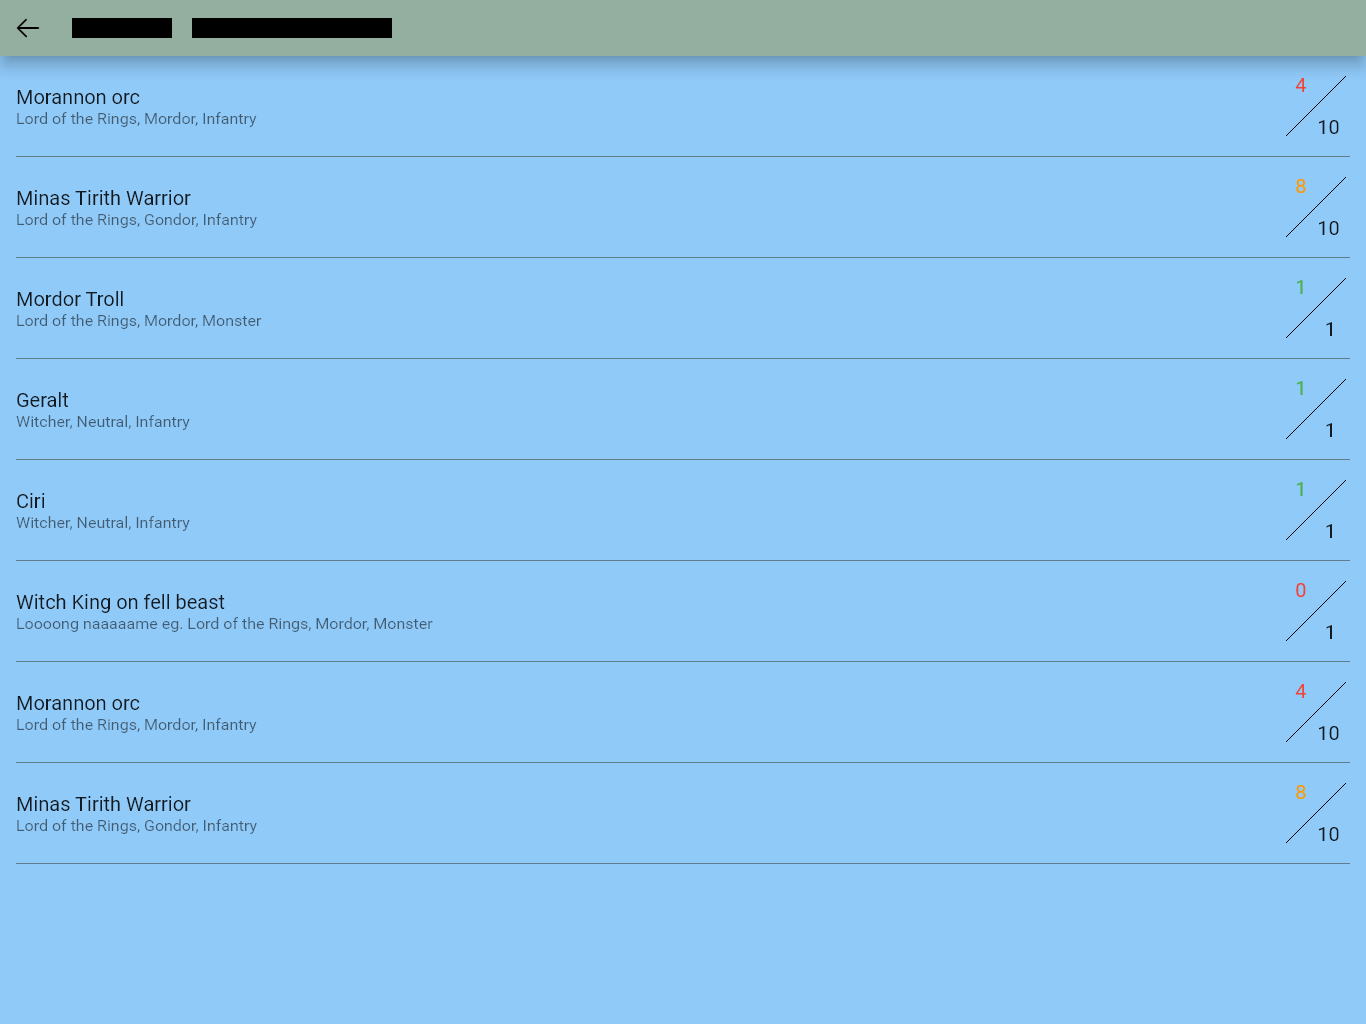 Morannon orc
Lord of the Rings, Mordor, Infantry
4
10
Minas Tirith Warrior
Lord of the Rings, Gondor, Infantry
8
10
Mordor Troll
Lord of the Rings, Mordor, Monster
1
1
Geralt
Witcher, Neutral, Infantry
1
1
Ciri
Witcher, Neutral, Infantry
1
1
Witch King on fell beast
Loooong naaaaame eg. Lord of the Rings, Mordor, Monster
0
1
Morannon orc
Lord of the Rings, Mordor, Infantry
4
10
Minas Tirith Warrior
Lord of the Rings, Gondor, Infantry
8
10